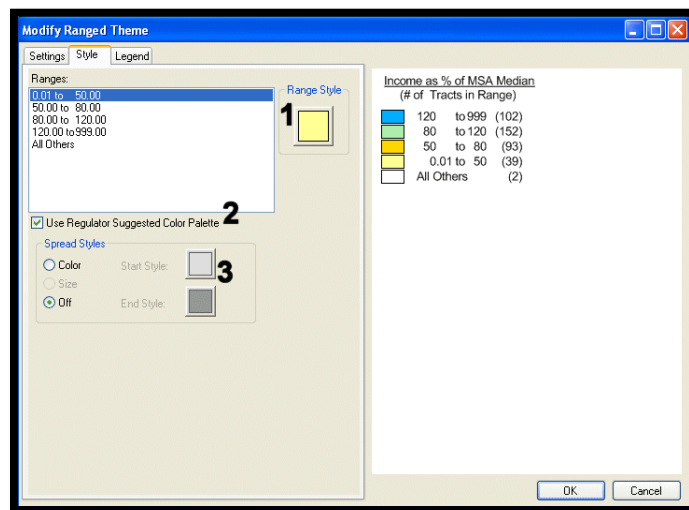 Modify Ranged Theme
Settings Style Legend
Ranges:
0.01 to 50.00
50.00 to 80.00
80.00 to 120.00
120.00 to 999.00
All Others
Range Style
1
Use Regulator Suggested Color Palette 2
Spread Styles
Color Start Style: 3
Size
Off End Style:
Income as % of MSA Median
(# of Tracts in Range)
120 to 999 (102)
80 to 120 (152)
50 to 80 (93)
0.01 to 50 (39)
All Others (2)
OK Cancel